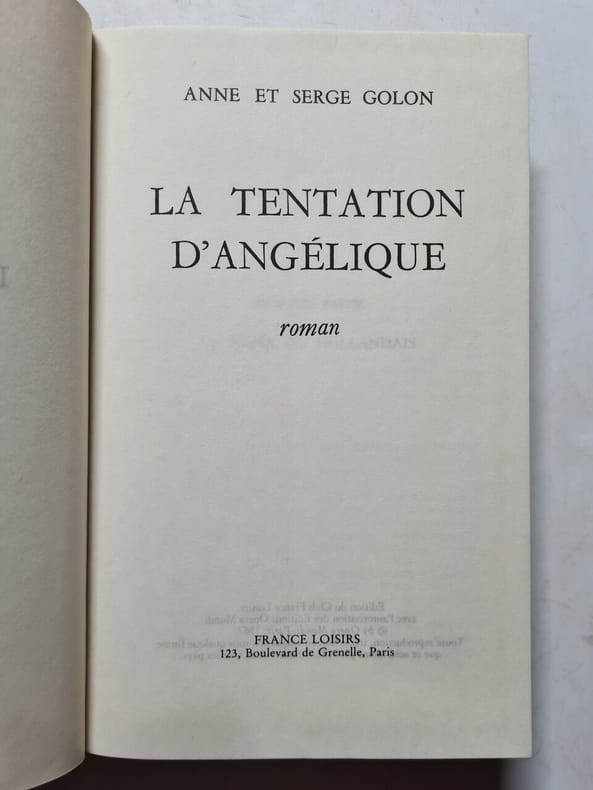 ANNE ET SERGE GOLON
LA TENTATION
D'ANGÉLIQUE
roman
FRANCE LOISIRS
123, Boulevard de Grenelle, Paris